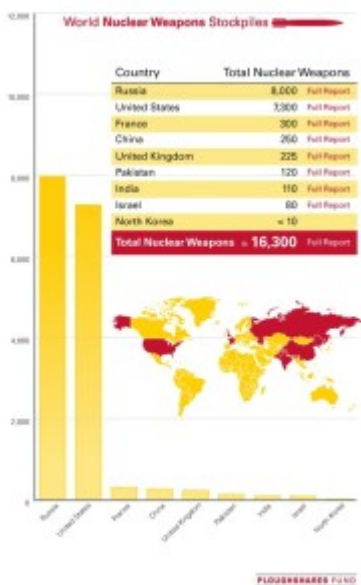 12,000
World Nuclear Weapons Stockpiles
Country Total Nuclear Weapons
Russia 8,000 Full Report
United States 7,300 Full Report
France 300 Full Report
China 250 Full Report
United Kingdom 225 Full Report
Pakistan 120 Full Report
India 110 Full Report
Israel 80 Full Report
North Korea < 10
Total Nuclear Weapons ≈ 16,300 Full Report
10,000
8,000
6,000
4,000
2,000
0
Russia
United States
France
China
United Kingdom
Pakistan
India
Israel
North Korea
PLOUGHSHARES FUND